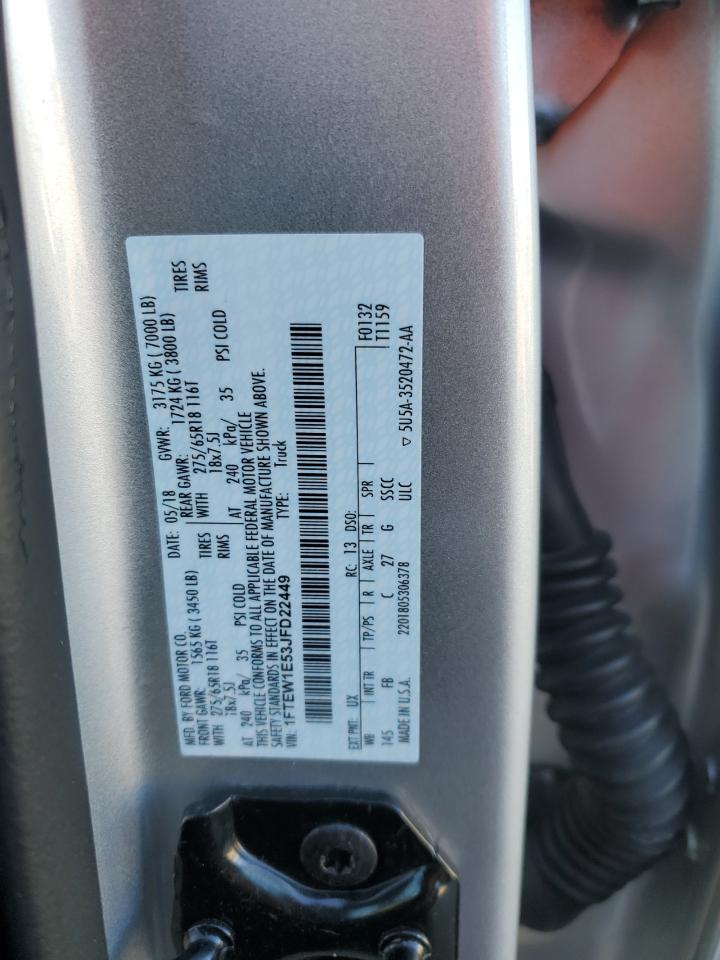 MFD. BY FORD MOTOR CO. DATE: 05/18 GVWR: 3175 KG ( 7000 LB)
FRONT GAWR: 1565 KG ( 3450 LB) REAR GAWR: 1724 KG ( 3800 LB)
WITH 275/65R18 116T TIRES WITH 275/65R18 116T TIRES
18x7.5J RIMS 18x7.5J RIMS
AT 240 kPa/ 35 PSI COLD AT 240 kPa/ 35 PSI COLD
THIS VEHICLE CONFORMS TO ALL APPLICABLE FEDERAL MOTOR VEHICLE
SAFETY STANDARDS IN EFFECT ON THE DATE OF MANUFACTURE SHOWN ABOVE.
VIN: 1FTEW1E53JFD22449 TYPE: Truck
EXT PNT: UX RC: 13 DSO: F0132
WB INT TR TP/PS R AXLE TR SPR T1159
145 FB C 27 G SSCC
MADE IN U.S.A. 2201805306378 ULC ▽ 5U5A-3520472-AA